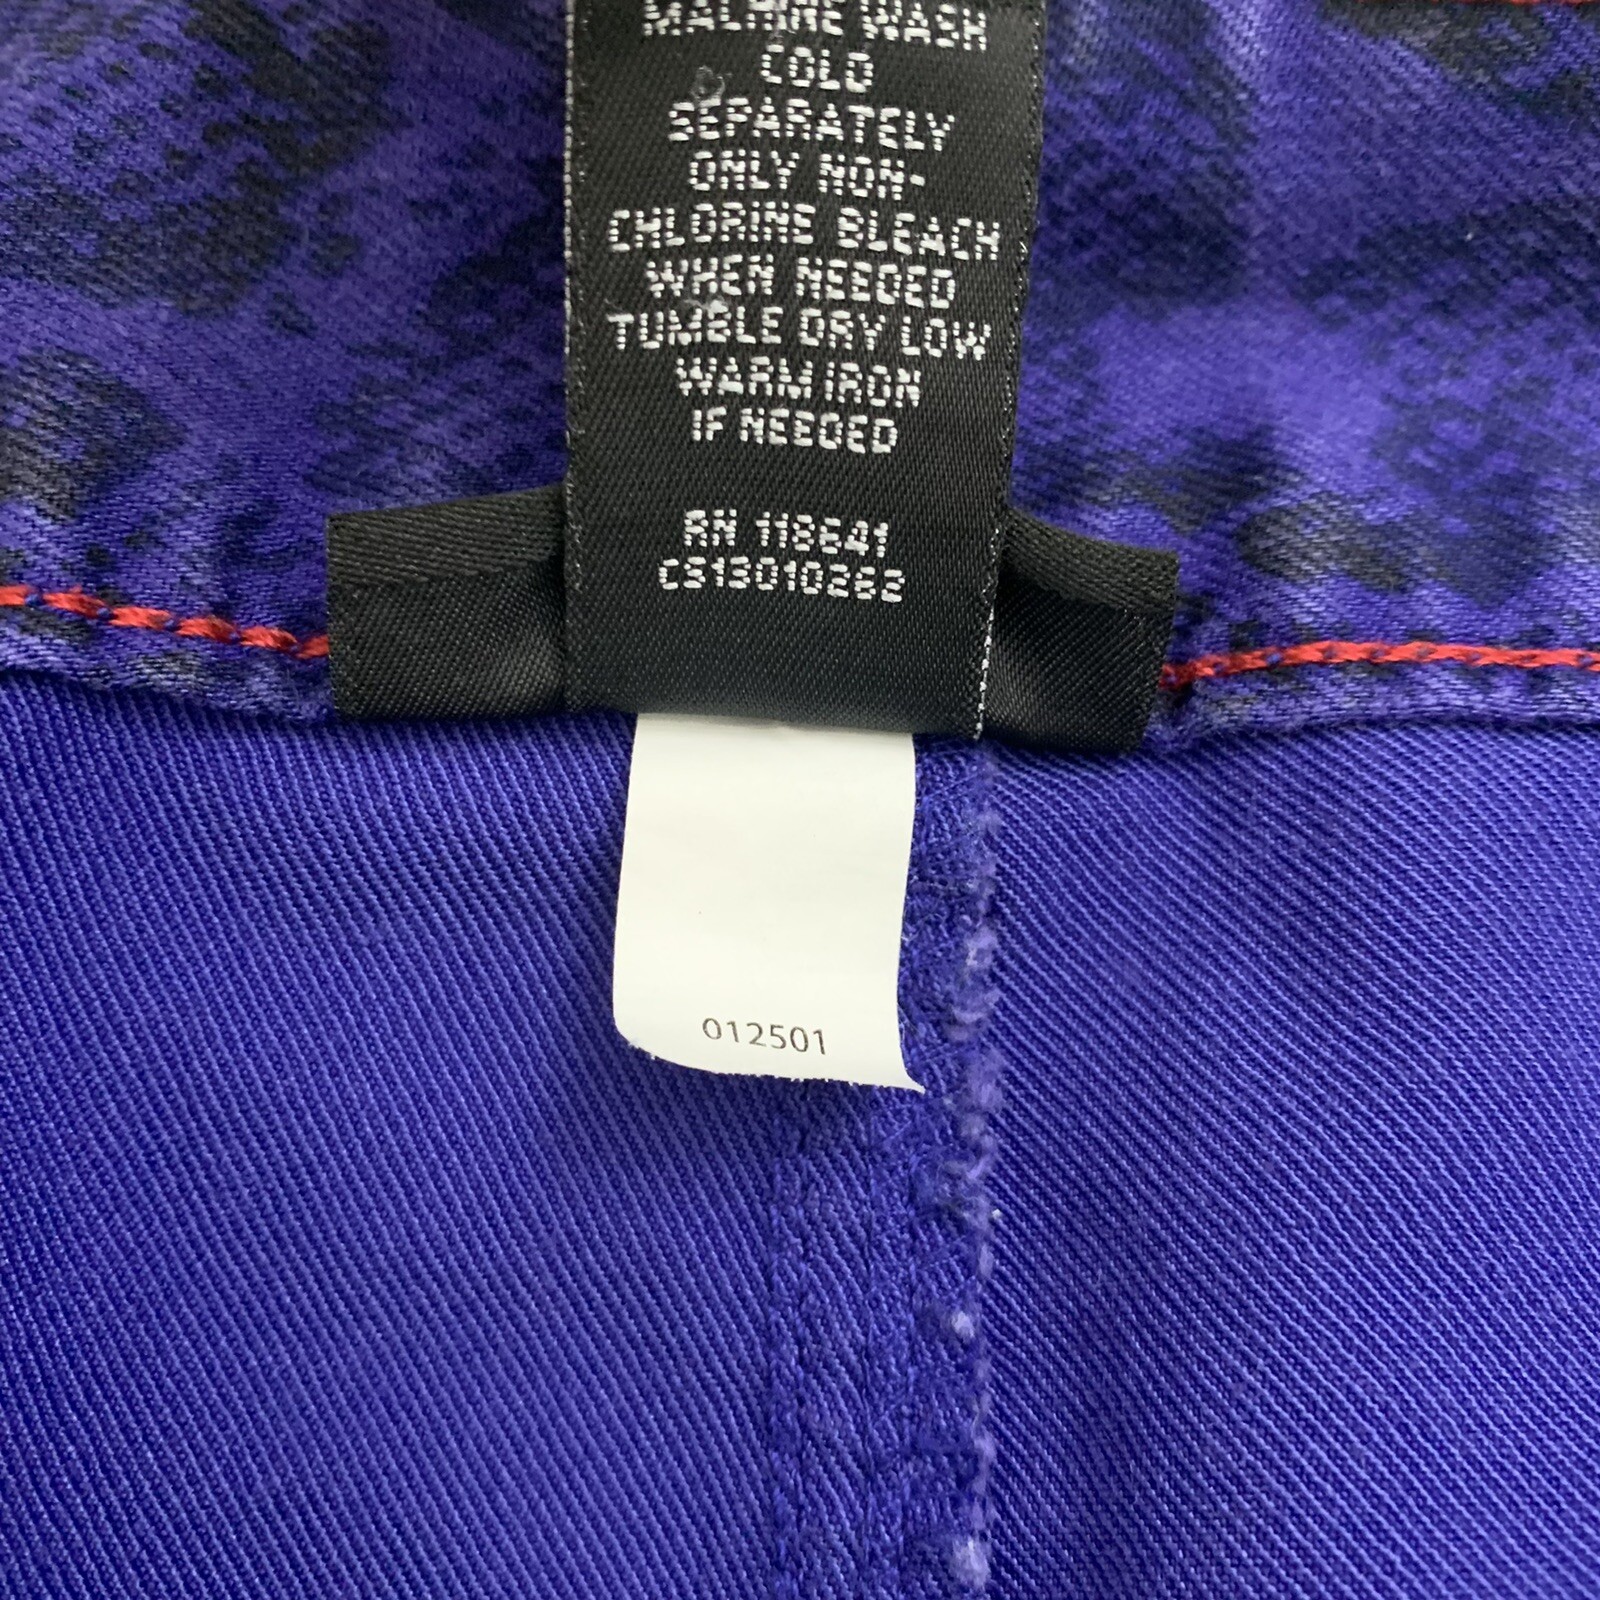 MACHINE WASH
COLD
SEPARATELY
ONLY NON-
CHLORINE BLEACH
WHEN NEEDED
TUMBLE DRY LOW
WARM IRON
IF NEEDED
RN 118641
CS13010262
012501